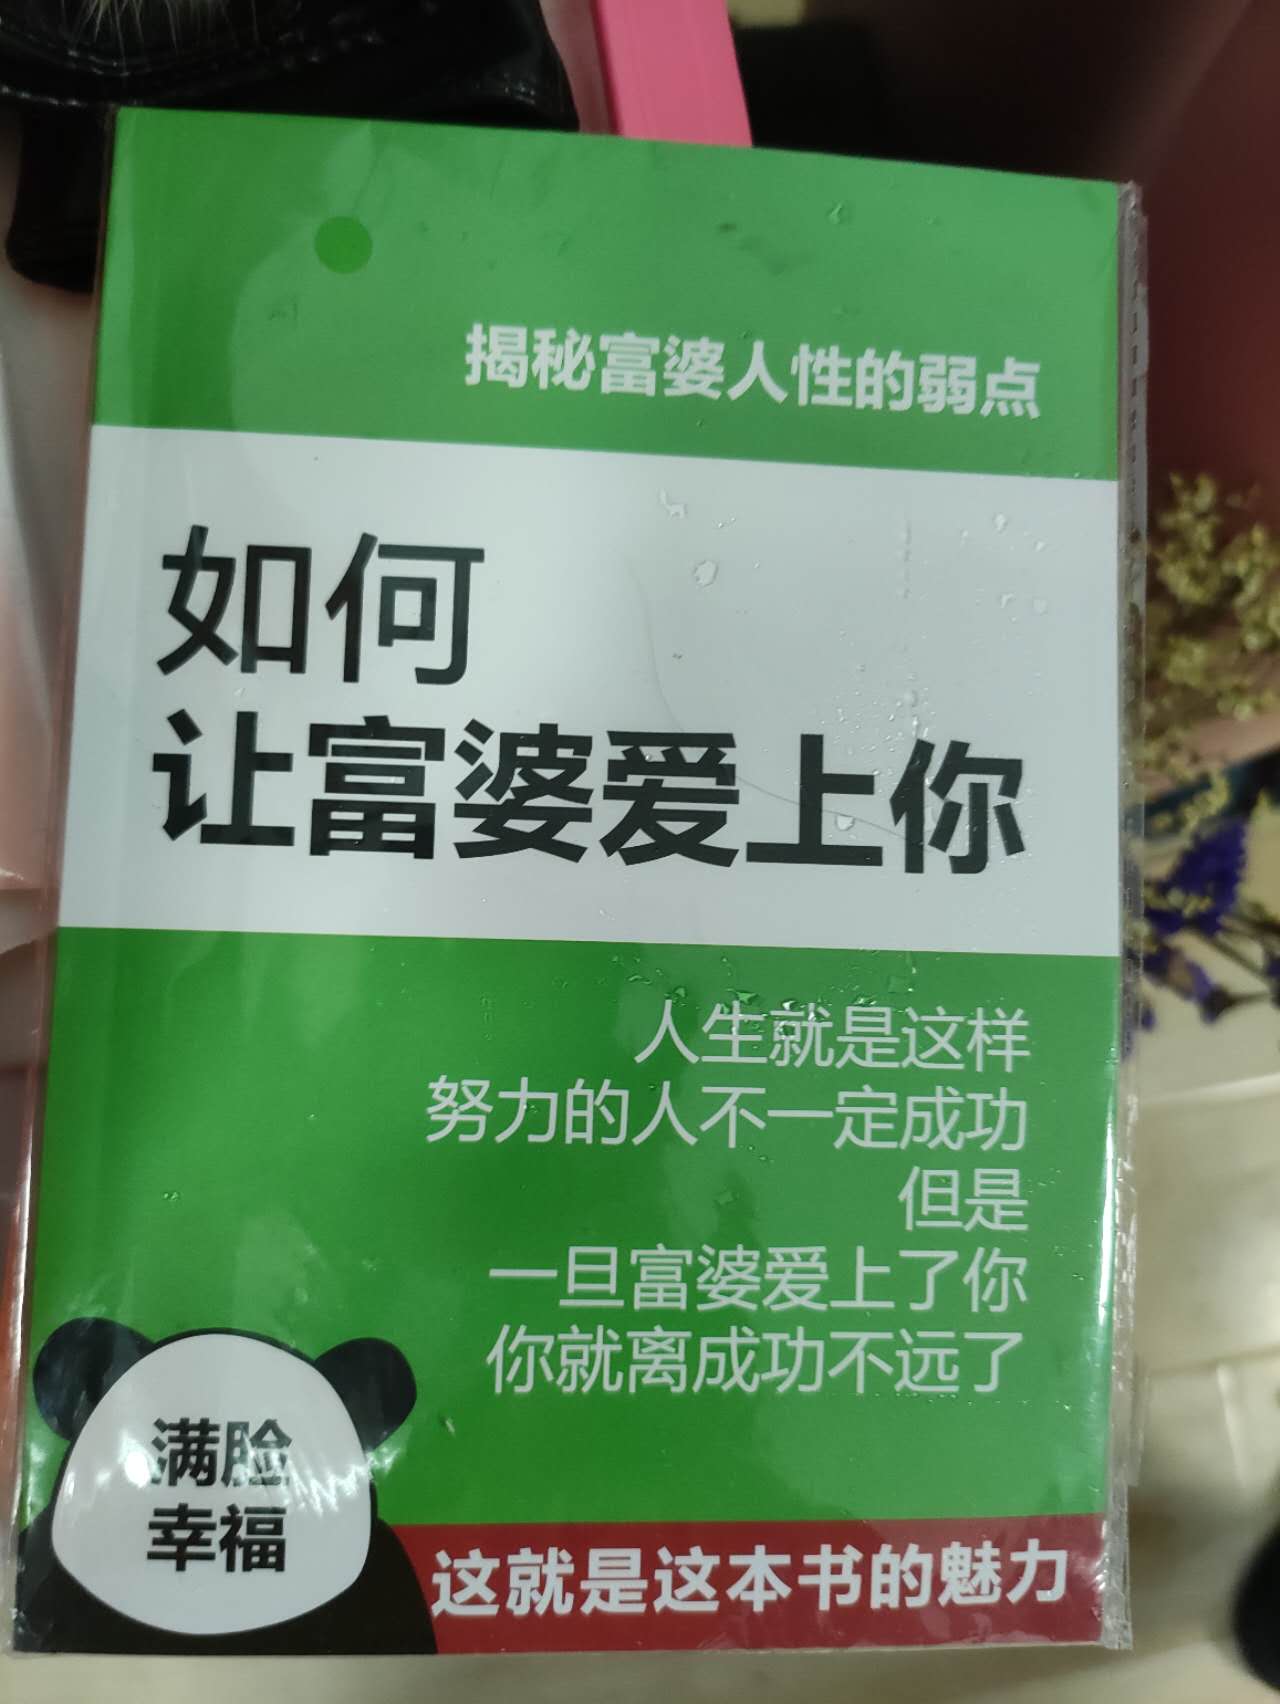 揭秘富婆人性的弱点
如何
让富婆爱上你
人生就是这样
努力的人不一定成功
但是
一旦富婆爱上了你
你就离成功不远了
满脸
幸福
这就是这本书的魅力